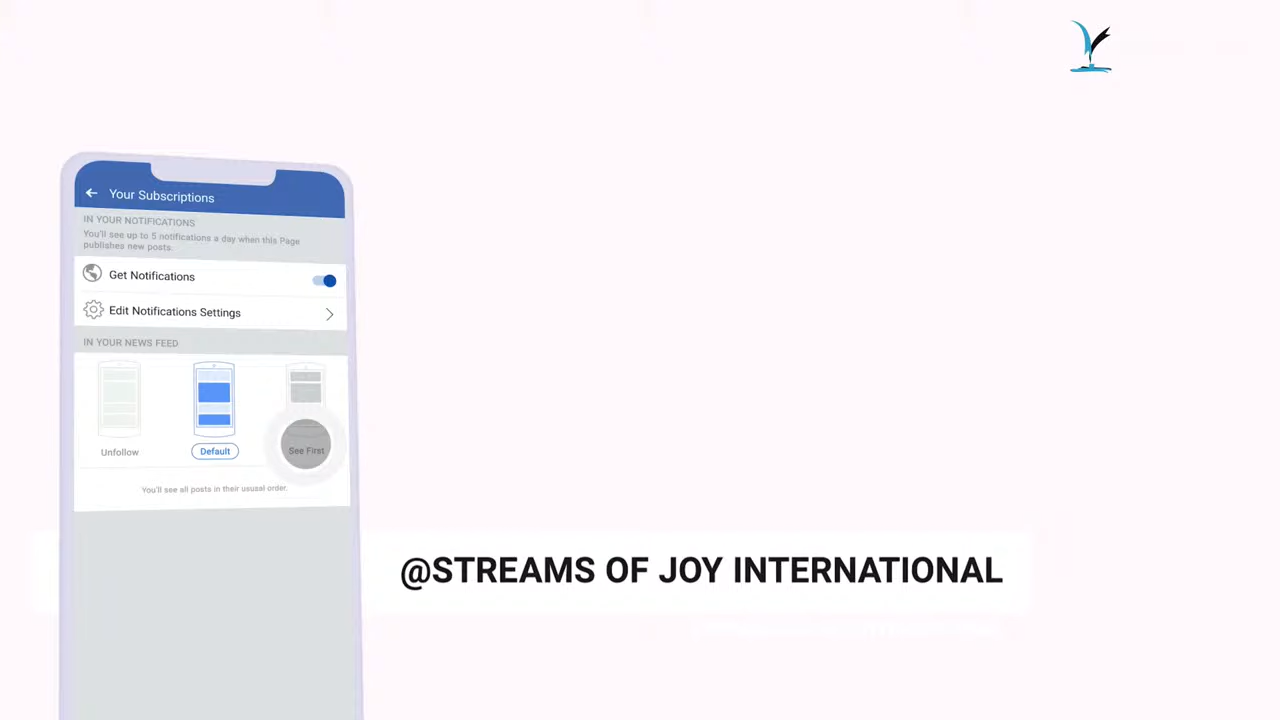 Your Subscriptions
IN YOUR NOTIFICATIONS
You'll see up to 5 notifications a day when this Page
publishes new posts.
Get Notifications
Edit Notifications Settings
IN YOUR NEWS FEED
Unfollow
Default
See First
You'll see all posts in their ususal order.
@STREAMS OF JOY INTERNATIONAL